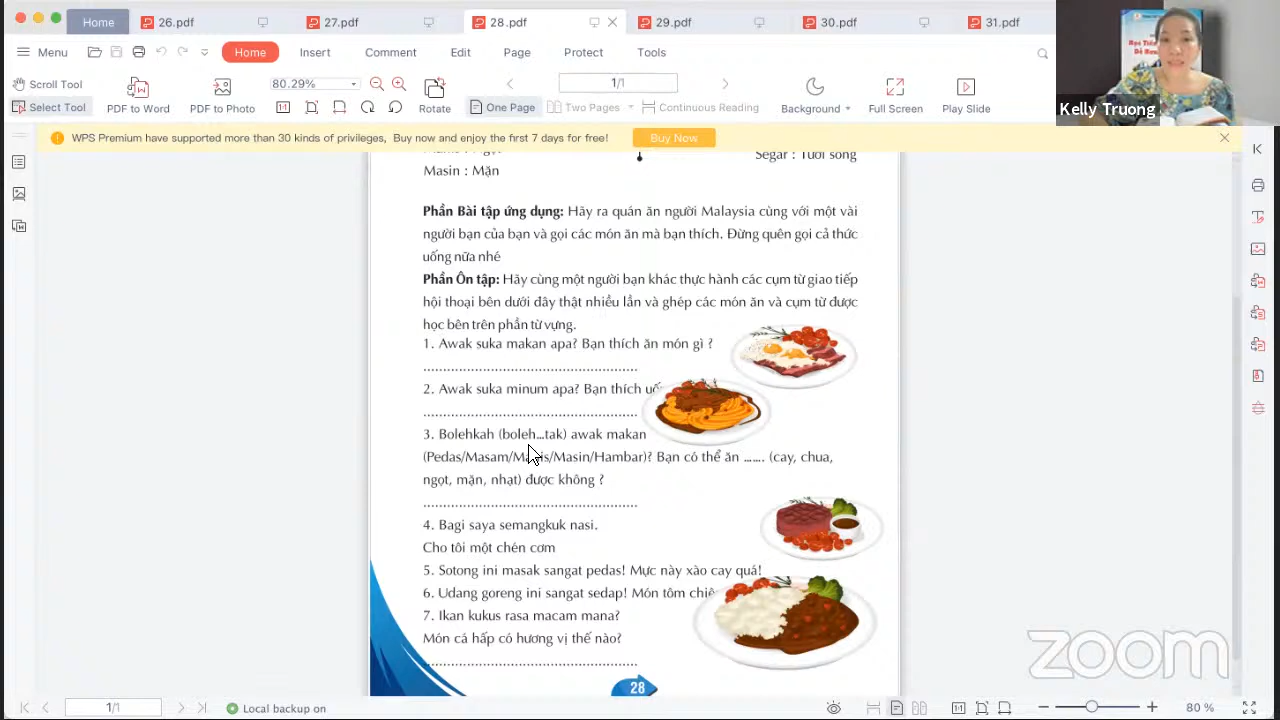 Home
26.pdf
27.pdf
28.pdf
29.pdf
30.pdf
31.pdf
Menu
Home
Insert
Comment
Edit
Page
Protect
Tools
Scroll Tool
80.29%
1/1
Select Tool
PDF to Word
PDF to Photo
Rotate
One Page
Two Pages
Continuous Reading
Background
Full Screen
Play Slide
Kelly Truong
WPS Premium have supported more than 30 kinds of privileges, Buy now and enjoy the first 7 days for free!
Buy Now
Segar : Tươi sống
Masin : Mặn
Phần Bài tập ứng dụng: Hãy ra quán ăn người Malaysia cùng với một vài
người bạn của bạn và gọi các món ăn mà bạn thích. Đừng quên gọi cả thức
uống nữa nhé
Phần Ôn tập: Hãy cùng một người bạn khác thực hành các cụm từ giao tiếp
hội thoại bên dưới đây thật nhiều lần và ghép các món ăn và cụm từ được
học bên trên phần từ vựng.
1. Awak suka makan apa? Bạn thích ăn món gì ?
......................................................
2. Awak suka minum apa? Bạn thích
......................................................
3. Bolehkah (boleh...tak) awak makan
(Pedas/Masam/Manis/Masin/Hambar)? Bạn có thể ăn ....... (cay, chua,
ngọt, mặn, nhạt) được không ?
......................................................
4. Bagi saya semangkuk nasi.
Cho tôi một chén cơm
5. Sotong ini masak sangat pedas! Mực này xào cay quá!
6. Udang goreng ini sangat sedap! Món tôm
7. Ikan kukus rasa macam mana?
Món cá hấp có hương vị thế nào?
......................................................
28
zoom
1/1
Local backup on
80 %